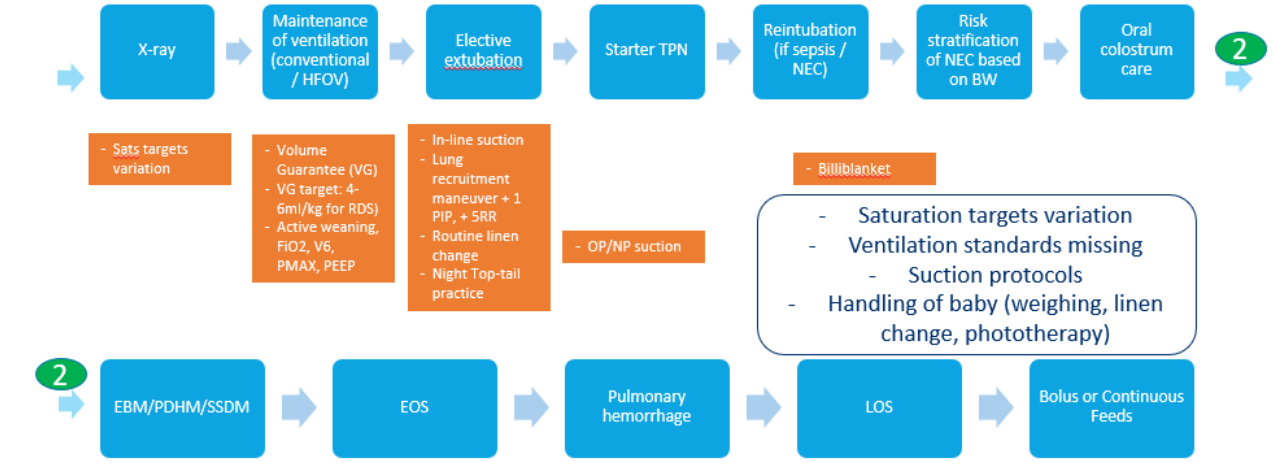 X-ray
Maintenance
of ventilation
(conventional
/ HFOV)
Elective
extubation
Starter TPN
Reintubation
(if sepsis /
NEC)
Risk
stratification
of NEC based
on BW
Oral
colostrum
care
2
- Sats targets
variation
- Volume
Guarantee (VG)
- VG target: 4-
6ml/kg for RDS)
- Active weaning,
FiO2, V6,
PMAX, PEEP
- In-line suction
- Lung
recruitment
maneuver + 1
PIP, + 5RR
- Routine linen
change
- Night Top-tail
practice
- OP/NP suction
- Billiblanket
- Saturation targets variation
- Ventilation standards missing
- Suction protocols
- Handling of baby (weighing, linen
change, phototherapy)
2
EBM/PDHM/SSDM
EOS
Pulmonary
hemorrhage
LOS
Bolus or Continuous
Feeds